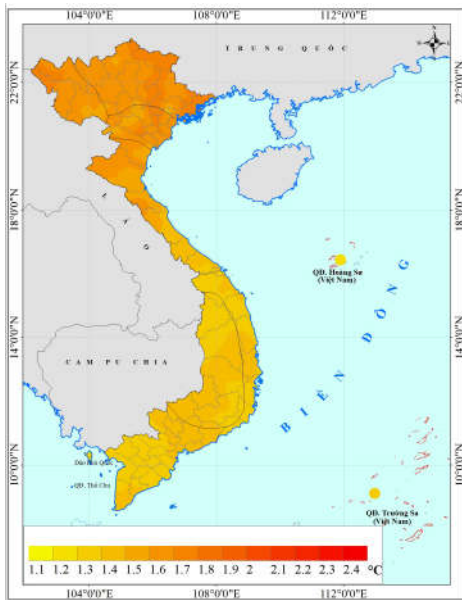 104°0'0"E 108°0'0"E 112°0'0"E
TRUNG QUỐC
22°0'0"N 22°0'0"N
LÀO
18°0'0"N 18°0'0"N
QĐ. Hoàng Sa
(Việt Nam)
BIỂN ĐÔNG
14°0'0"N 14°0'0"N
CAM PU CHIA
10°0'0"N 10°0'0"N
QĐ. Thổ Chu
QĐ. Trường Sa
(Việt Nam)
1.1 1.2 1.3 1.4 1.5 1.6 1.7 1.8 1.9 2 2.1 2.2 2.3 2.4 °C
104°0'0"E 108°0'0"E 112°0'0"E